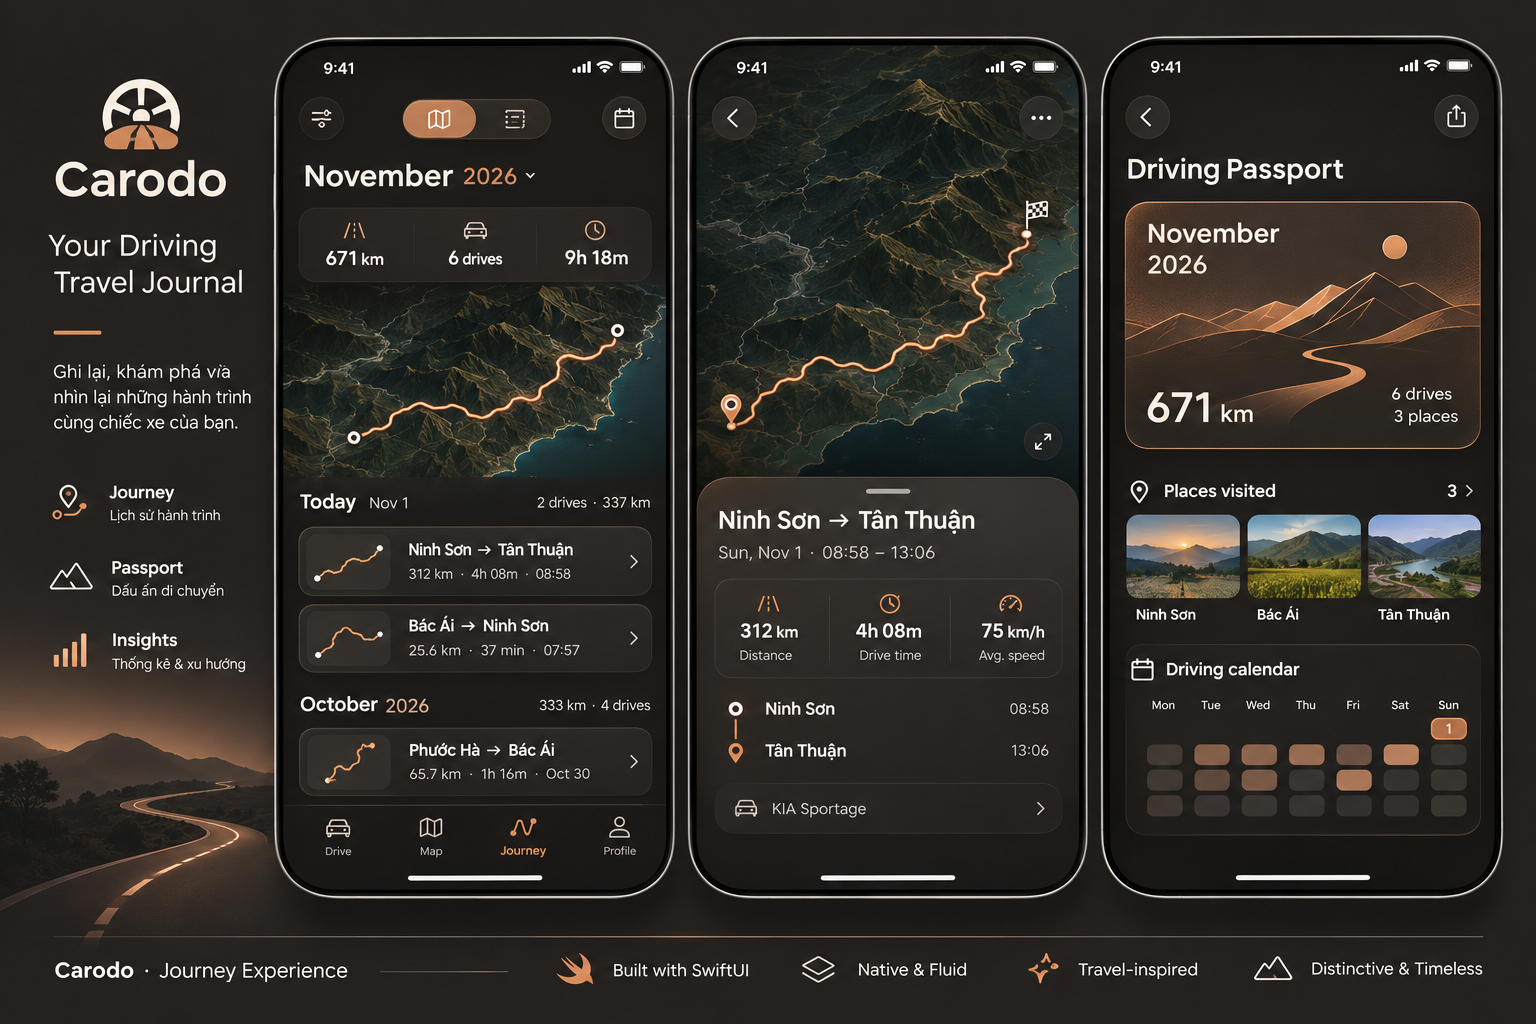 Carodo
Your Driving
Travel Journal
Ghi lại, khám phá vià
nhìn lại những hành trình
cùng chiếc xe của bạn.
Journey
Lịch sử hành trình
Passport
Dấu ấn di chuyển
Insights
Thống kê & xu hướng
9:41
November 2026
671 km
6 drives
9h 18m
Today Nov 1
2 drives · 337 km
Ninh Sơn → Tân Thuận
312 km · 4h 08m · 08:58
Bác Ái → Ninh Sơn
25.6 km · 37 min · 07:57
October 2026
333 km · 4 drives
Phước Hà → Bác Ái
65.7 km · 1h 16m · Oct 30
Drive
Map
Journey
Profile
9:41
Ninh Sơn → Tân Thuận
Sun, Nov 1 · 08:58 – 13:06
312 km
Distance
4h 08m
Drive time
75 km/h
Avg. speed
Ninh Sơn 08:58
Tân Thuận 13:06
KIA Sportage
9:41
Driving Passport
November
2026
671 km
6 drives
3 places
Places visited 3
Ninh Sơn
Bác Ái
Tân Thuận
Driving calendar
Mon Tue Wed Thu Fri Sat Sun
1
Carodo · Journey Experience
Built with SwiftUI
Native & Fluid
Travel-inspired
Distinctive & Timeless